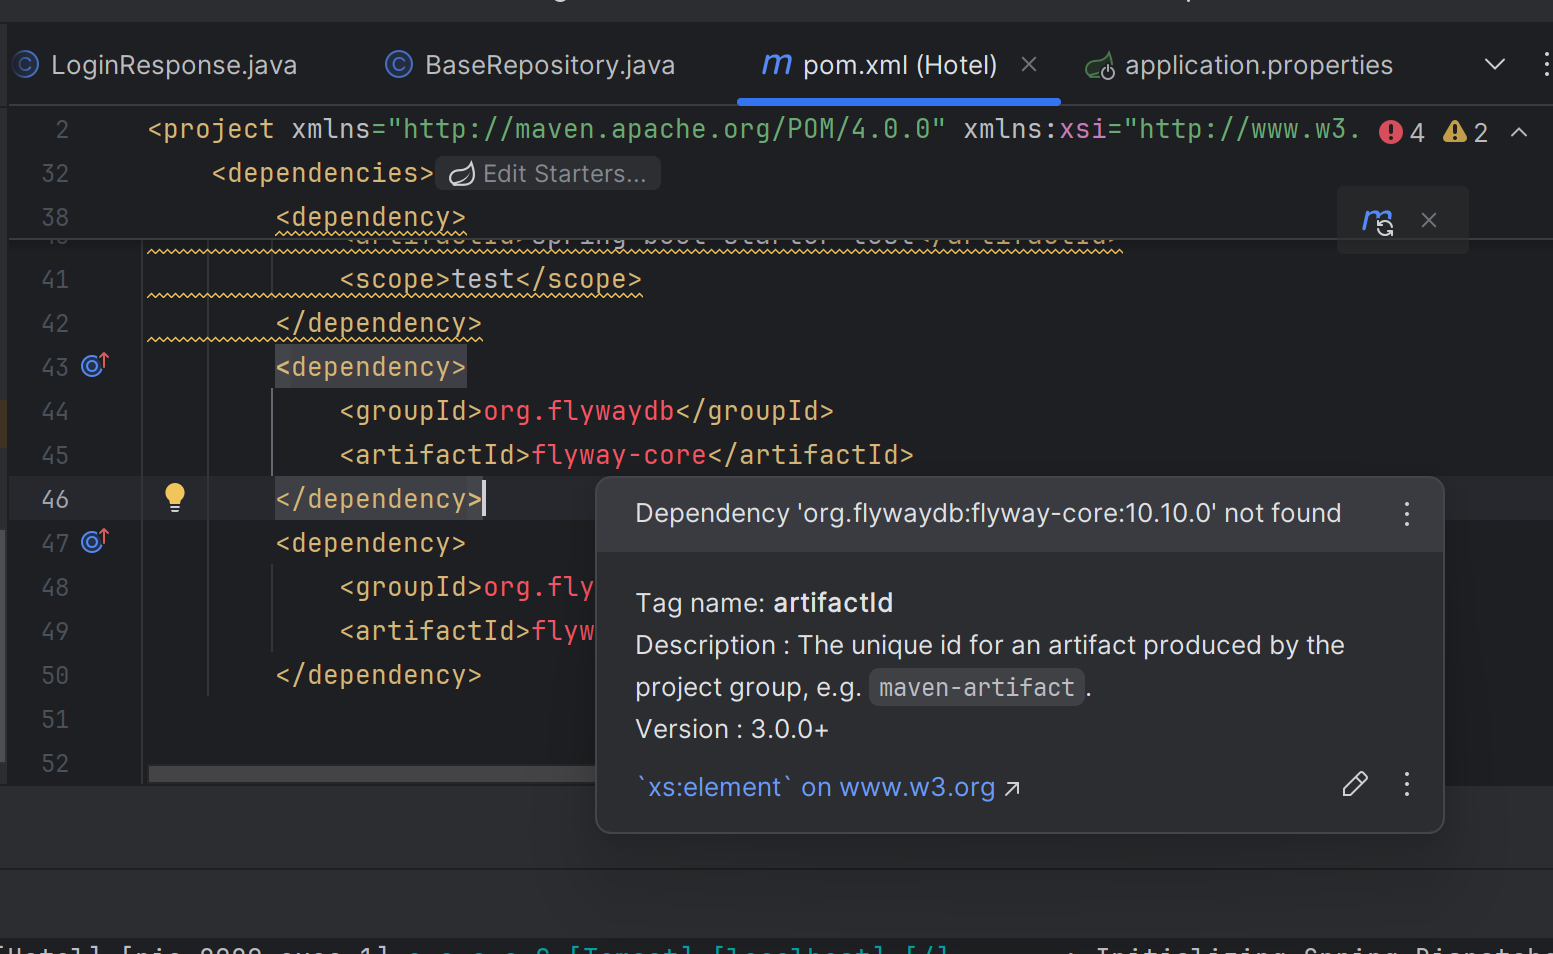 LoginResponse.java BaseRepository.java pom.xml (Hotel) application.properties
2 <project xmlns="http://maven.apache.org/POM/4.0.0" xmlns:xsi="http://www.w3. 4 2
32 <dependencies> Edit Starters...
38 <dependency>
41 <scope>test</scope>
42 </dependency>
43 <dependency>
44 <groupId>org.flywaydb</groupId>
45 <artifactId>flyway-core</artifactId>
46 </dependency>
47 <dependency>
48 <groupId>org.fly
49 <artifactId>flyw
50 </dependency>
51
52
Dependency 'org.flywaydb:flyway-core:10.10.0' not found
Tag name: artifactId
Description : The unique id for an artifact produced by the
project group, e.g. maven-artifact.
Version : 3.0.0+
`xs:element` on www.w3.org